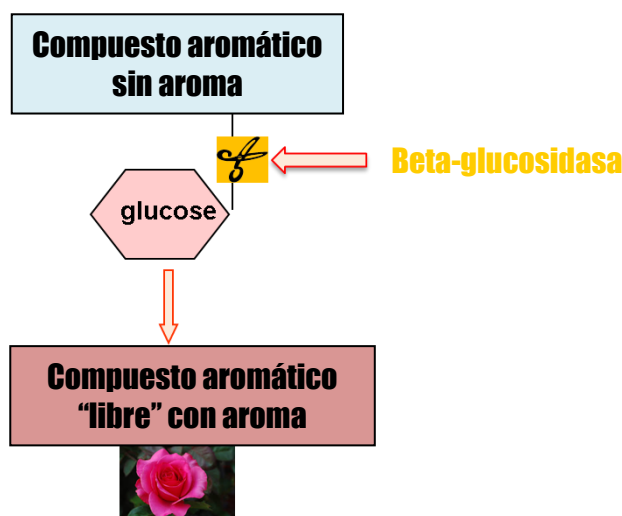 Compuesto aromático
sin aroma
Beta-glucosidasa
glucose
Compuesto aromático
“libre” con aroma